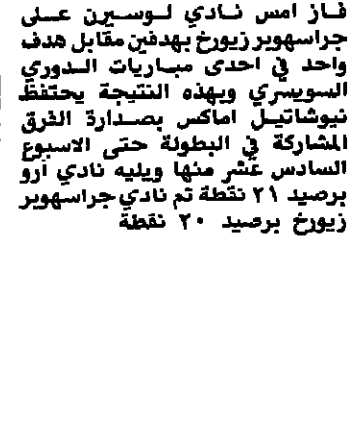 فاز امس نادي لوسيرن على
جراسهوبر زيورخ بهدفين مقابل هدف
واحد في احدى مباريات الدوري
السويسري وبهذه النتيجة يحتفظ
نيوشاتيل اماكس بصدارة الفرق
المشاركة في البطولة حتى الاسبوع
السادس عشر منها ويليه نادي آرو
برصيد ٢١ نقطة تم نادي جراسهوبر
زيورخ برصيد ٢٠ نقطة